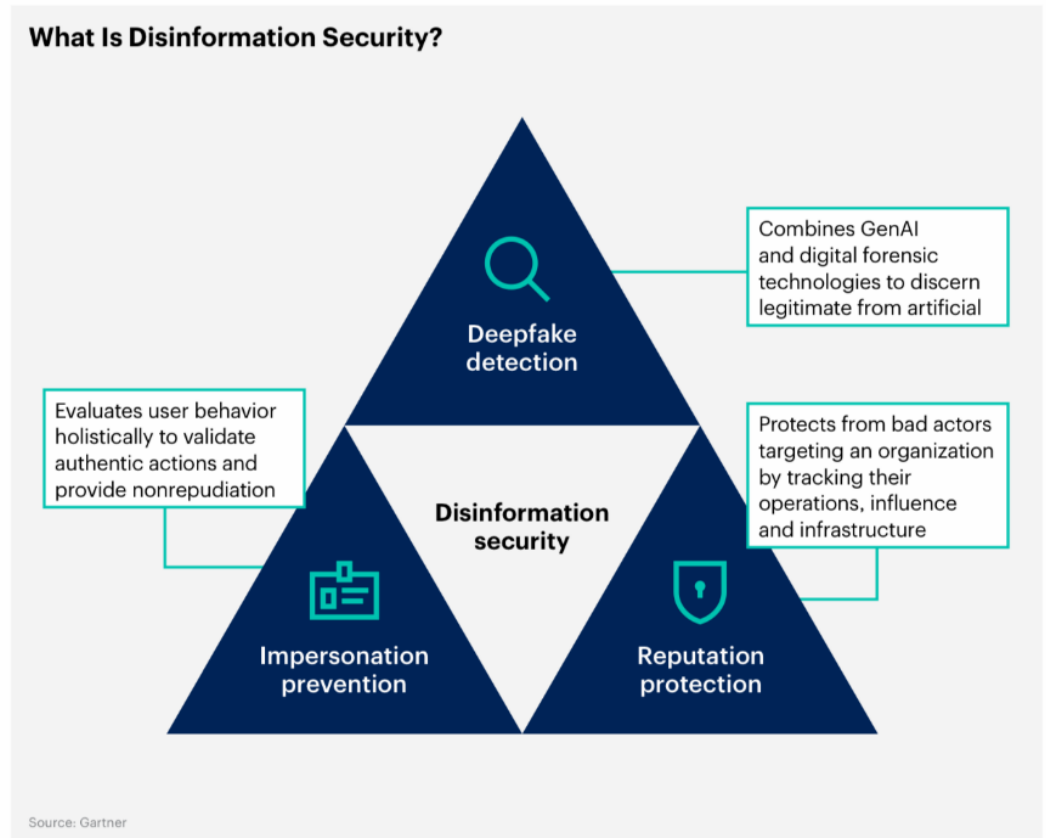 What Is Disinformation Security?
Combines GenAI
and digital forensic
technologies to discern
legitimate from artificial
Deepfake
detection
Evaluates user behavior
holistically to validate
authentic actions and
provide nonrepudiation
Protects from bad actors
targeting an organization
by tracking their
operations, influence
and infrastructure
Disinformation
security
Impersonation
prevention
Reputation
protection
Source: Gartner